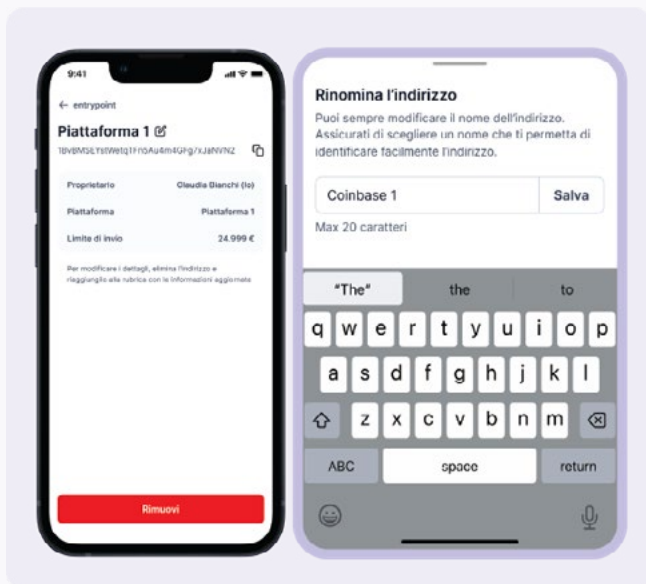 9:41
← entrypoint
Piattaforma 1
Proprietario Claudia Bianchi (Io)
Piattaforma Piattaforma 1
Limite di invio 24.999 €
Per modificare i dettagli, elimina l'indirizzo e
riaggiungilo alla rubrica con le informazioni aggiornate
Rimuovi
Rinomina l'indirizzo
Puoi sempre modificare il nome dell'indirizzo.
Assicurati di scegliere un nome che ti permetta di
identificare facilmente l'indirizzo.
Coinbase 1 Salva
Max 20 caratteri
"The" the to
q w e r t y u i o p
a s d f g h j k l
z x c v b n m
ABC space return